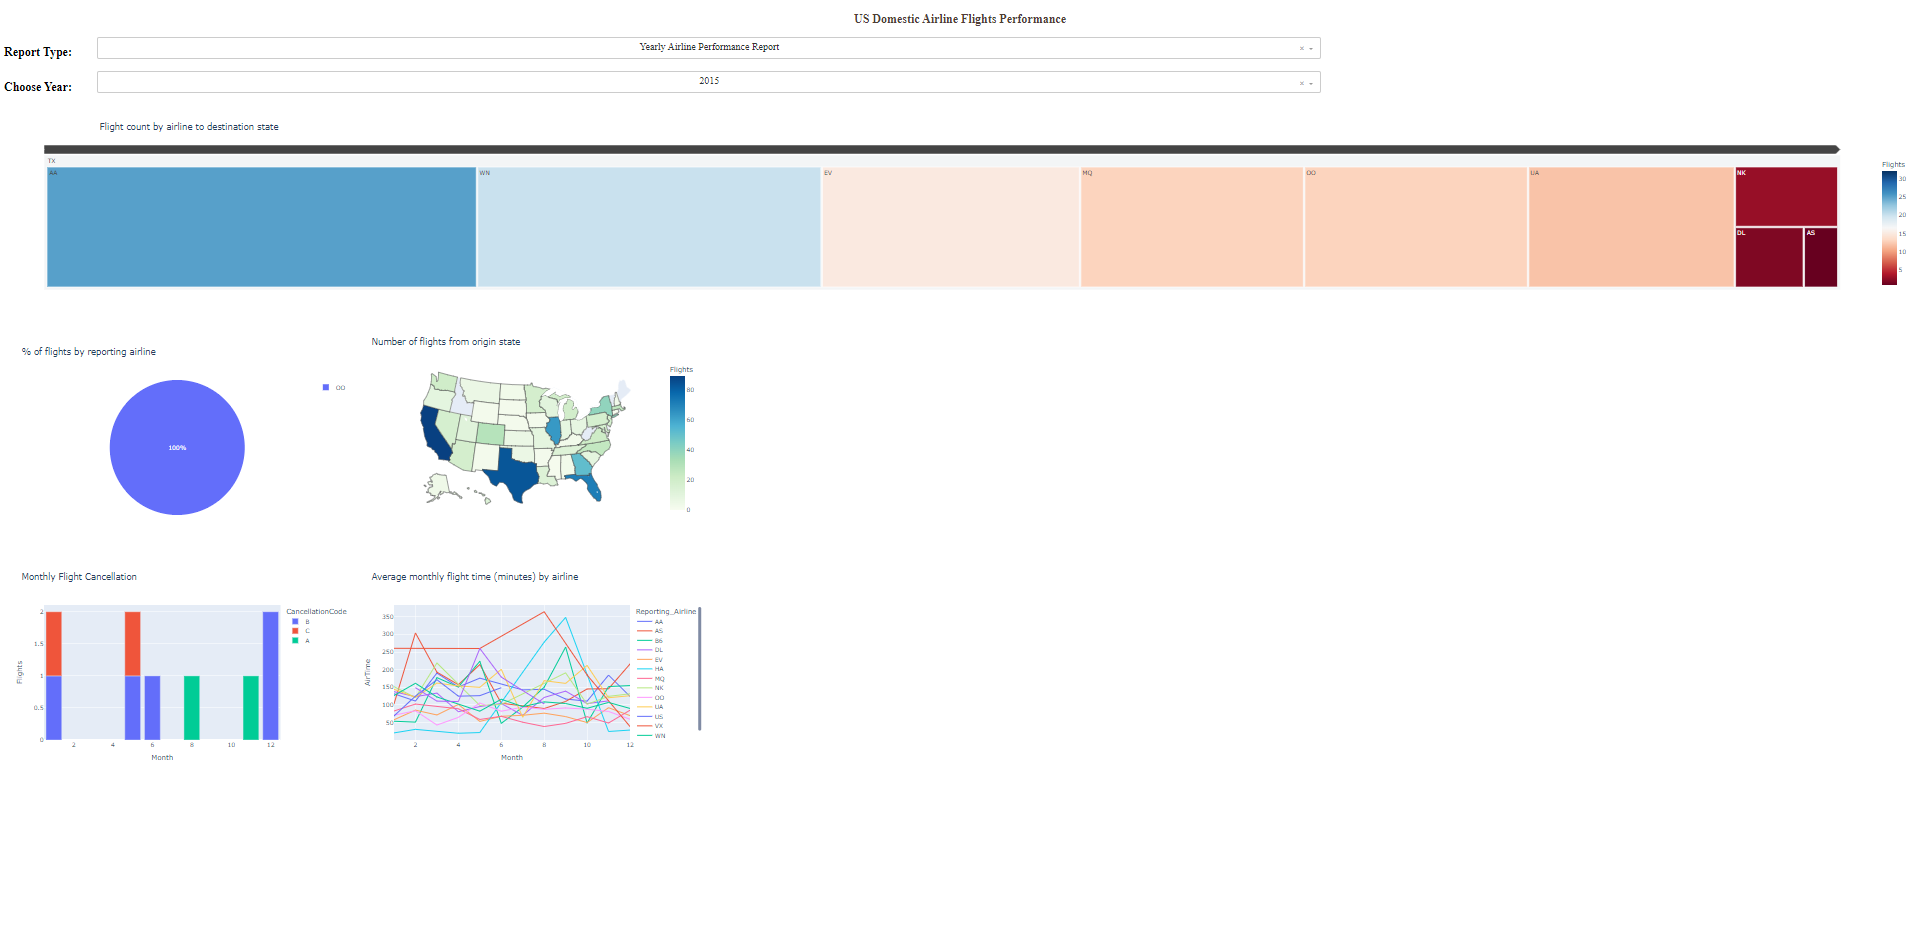 US Domestic Airline Flights Performance
Report Type:
Yearly Airline Performance Report
Choose Year:
2015
Flight count by airline to destination state
TX
AA
WN
EV
MQ
OO
UA
NK
DL
AS
Flights
30
25
20
15
10
5
% of flights by reporting airline
100%
OO
Number of flights from origin state
Flights
80
60
40
20
0
Monthly Flight Cancellation
Flights
2
1.5
1
0.5
0
2 4 6 8 10 12
Month
CancellationCode
B
C
A
Average monthly flight time (minutes) by airline
AirTime
350
300
250
200
150
100
50
2 4 6 8 10 12
Month
Reporting_Airline
AA
AS
B6
DL
EV
HA
MQ
NK
OO
UA
US
VX
WN